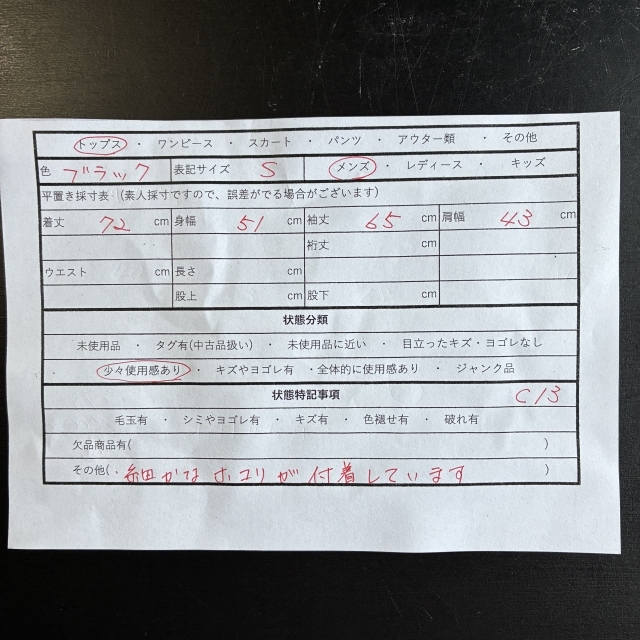 トップス ・ ワンピース ・ スカート ・ パンツ ・ アウター類 ・ その他
色 ブラック 表記サイズ S メンズ ・ レディース ・ キッズ
平置き採寸表 (素人採寸ですので、誤差がでる場合がございます)
着丈 72 cm 身幅 51 cm 袖丈 65 cm 肩幅 43 cm
cm 裄丈 cm
ウエスト cm 長さ cm
股上 cm 股下 cm
状態分類
未使用品 ・ タグ有(中古品扱い) ・ 未使用品に近い ・ 目立ったキズ・ヨゴレなし
・ 少々使用感あり ・ キズやヨゴレ有 ・全体的に使用感あり ・ ジャンク品
状態特記事項 C13
毛玉有 ・ シミやヨゴレ有 ・ キズ有 ・ 色褪せ有 ・ 破れ有
欠品商品有( )
その他(・細かなホコリが付着しています )